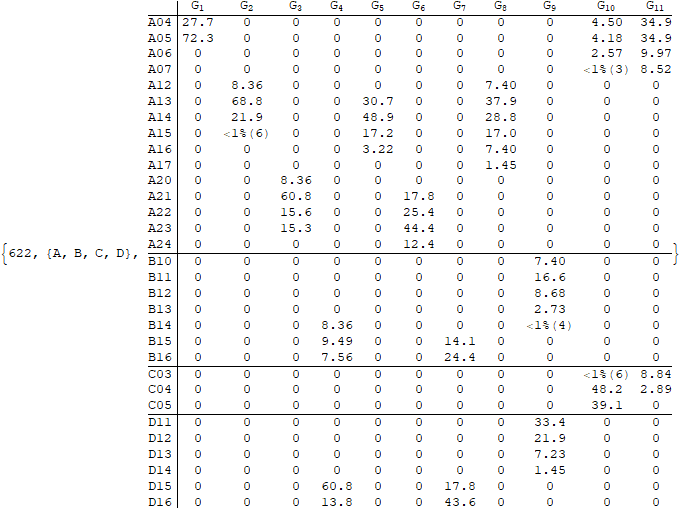 G1 G2 G3 G4 G5 G6 G7 G8 G9 G10 G11
A04 27.7 0 0 0 0 0 0 0 0 4.50 34.9
A05 72.3 0 0 0 0 0 0 0 0 4.18 34.9
A06 0 0 0 0 0 0 0 0 0 2.57 9.97
A07 0 0 0 0 0 0 0 0 0 <1%(3) 8.52
A12 0 8.36 0 0 0 0 0 7.40 0 0 0
A13 0 68.8 0 0 30.7 0 0 37.9 0 0 0
A14 0 21.9 0 0 48.9 0 0 28.8 0 0 0
A15 0 <1%(6) 0 0 17.2 0 0 17.0 0 0 0
A16 0 0 0 0 3.22 0 0 7.40 0 0 0
A17 0 0 0 0 0 0 0 1.45 0 0 0
A20 0 0 8.36 0 0 0 0 0 0 0 0
A21 0 0 60.8 0 0 17.8 0 0 0 0 0
A22 0 0 15.6 0 0 25.4 0 0 0 0 0
A23 0 0 15.3 0 0 44.4 0 0 0 0 0
A24 0 0 0 0 0 12.4 0 0 0 0 0
{622, {A, B, C, D}, }
B10 0 0 0 0 0 0 0 0 7.40 0 0
B11 0 0 0 0 0 0 0 0 16.6 0 0
B12 0 0 0 0 0 0 0 0 8.68 0 0
B13 0 0 0 0 0 0 0 0 2.73 0 0
B14 0 0 0 8.36 0 0 0 0 <1%(4) 0 0
B15 0 0 0 9.49 0 0 14.1 0 0 0 0
B16 0 0 0 7.56 0 0 24.4 0 0 0 0
C03 0 0 0 0 0 0 0 0 0 <1%(6) 8.84
C04 0 0 0 0 0 0 0 0 0 48.2 2.89
C05 0 0 0 0 0 0 0 0 0 39.1 0
D11 0 0 0 0 0 0 0 0 33.4 0 0
D12 0 0 0 0 0 0 0 0 21.9 0 0
D13 0 0 0 0 0 0 0 0 7.23 0 0
D14 0 0 0 0 0 0 0 0 1.45 0 0
D15 0 0 0 60.8 0 0 17.8 0 0 0 0
D16 0 0 0 13.8 0 0 43.6 0 0 0 0